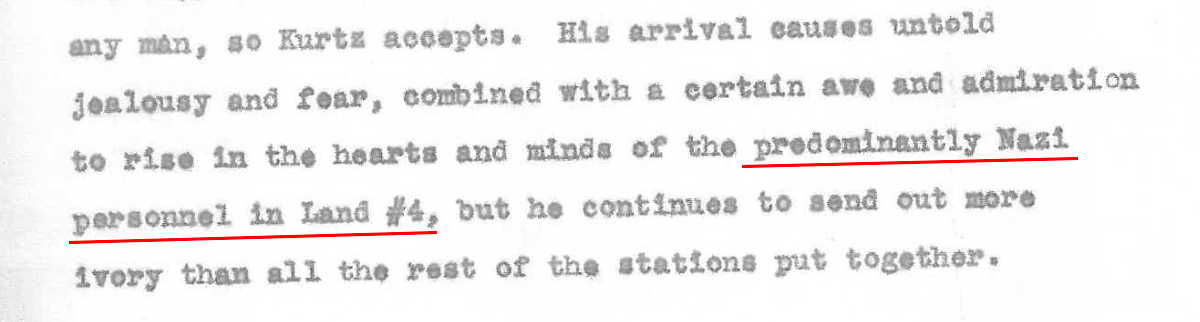 any man, so Kurtz accepts. His arrival causes untold
jealousy and fear, combined with a certain awe and admiration
to rise in the hearts and minds of the predominantly Nazi
personnel in Land #4, but he continues to send out more
ivory than all the rest of the stations put together.